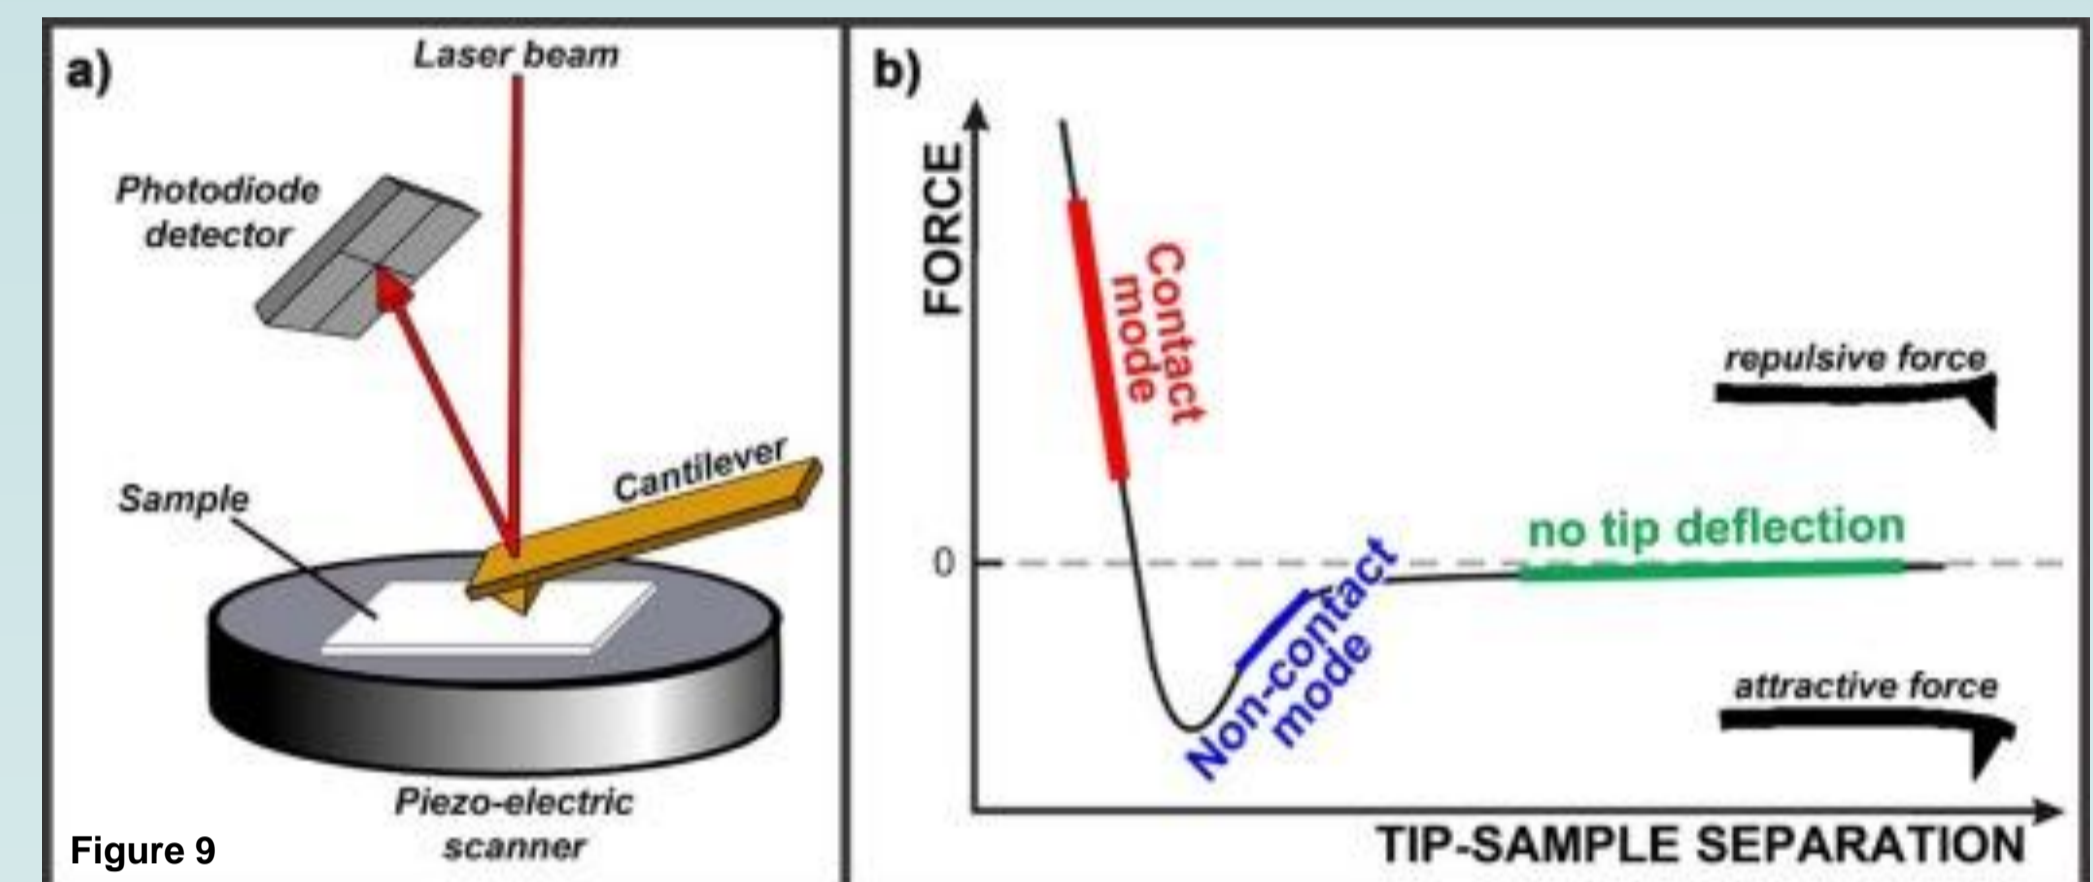 a)
Laser beam
Photodiode
detector
Cantilever
Sample
Piezo-electric
scanner
Figure 9
b)
FORCE
Contact
mode
repulsive force
no tip deflection
0
Non-contact
mode
attractive force
TIP-SAMPLE SEPARATION